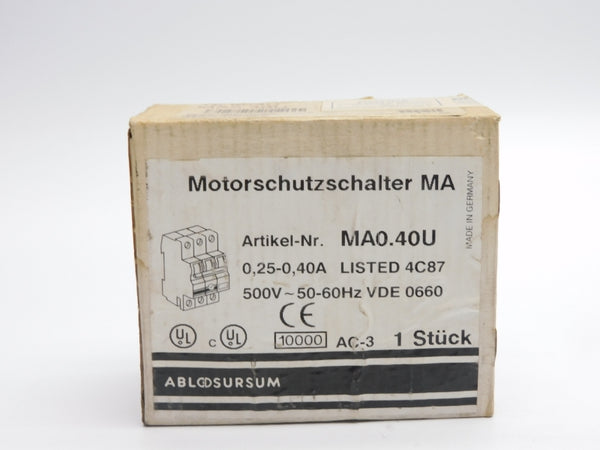 Motorschutzschalter MA
Artikel-Nr. MA0.40U
0,25-0,40A LISTED 4C87
500V ~ 50-60Hz VDE 0660
CE
UL C UL 10000 AC-3 1 Stück
ABL SURSUM
MADE IN GERMANY